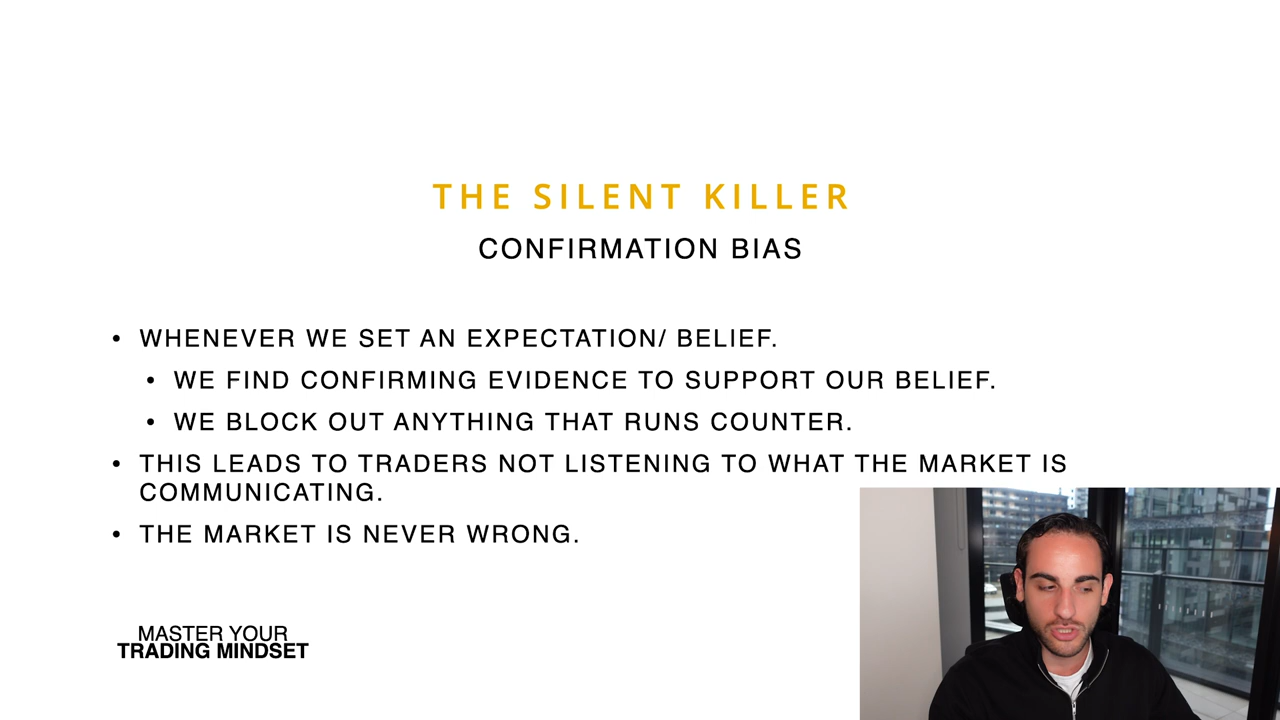 THE SILENT KILLER
CONFIRMATION BIAS
• WHENEVER WE SET AN EXPECTATION/ BELIEF.
• WE FIND CONFIRMING EVIDENCE TO SUPPORT OUR BELIEF.
• WE BLOCK OUT ANYTHING THAT RUNS COUNTER.
• THIS LEADS TO TRADERS NOT LISTENING TO WHAT THE MARKET IS
COMMUNICATING.
• THE MARKET IS NEVER WRONG.
MASTER YOUR
TRADING MINDSET